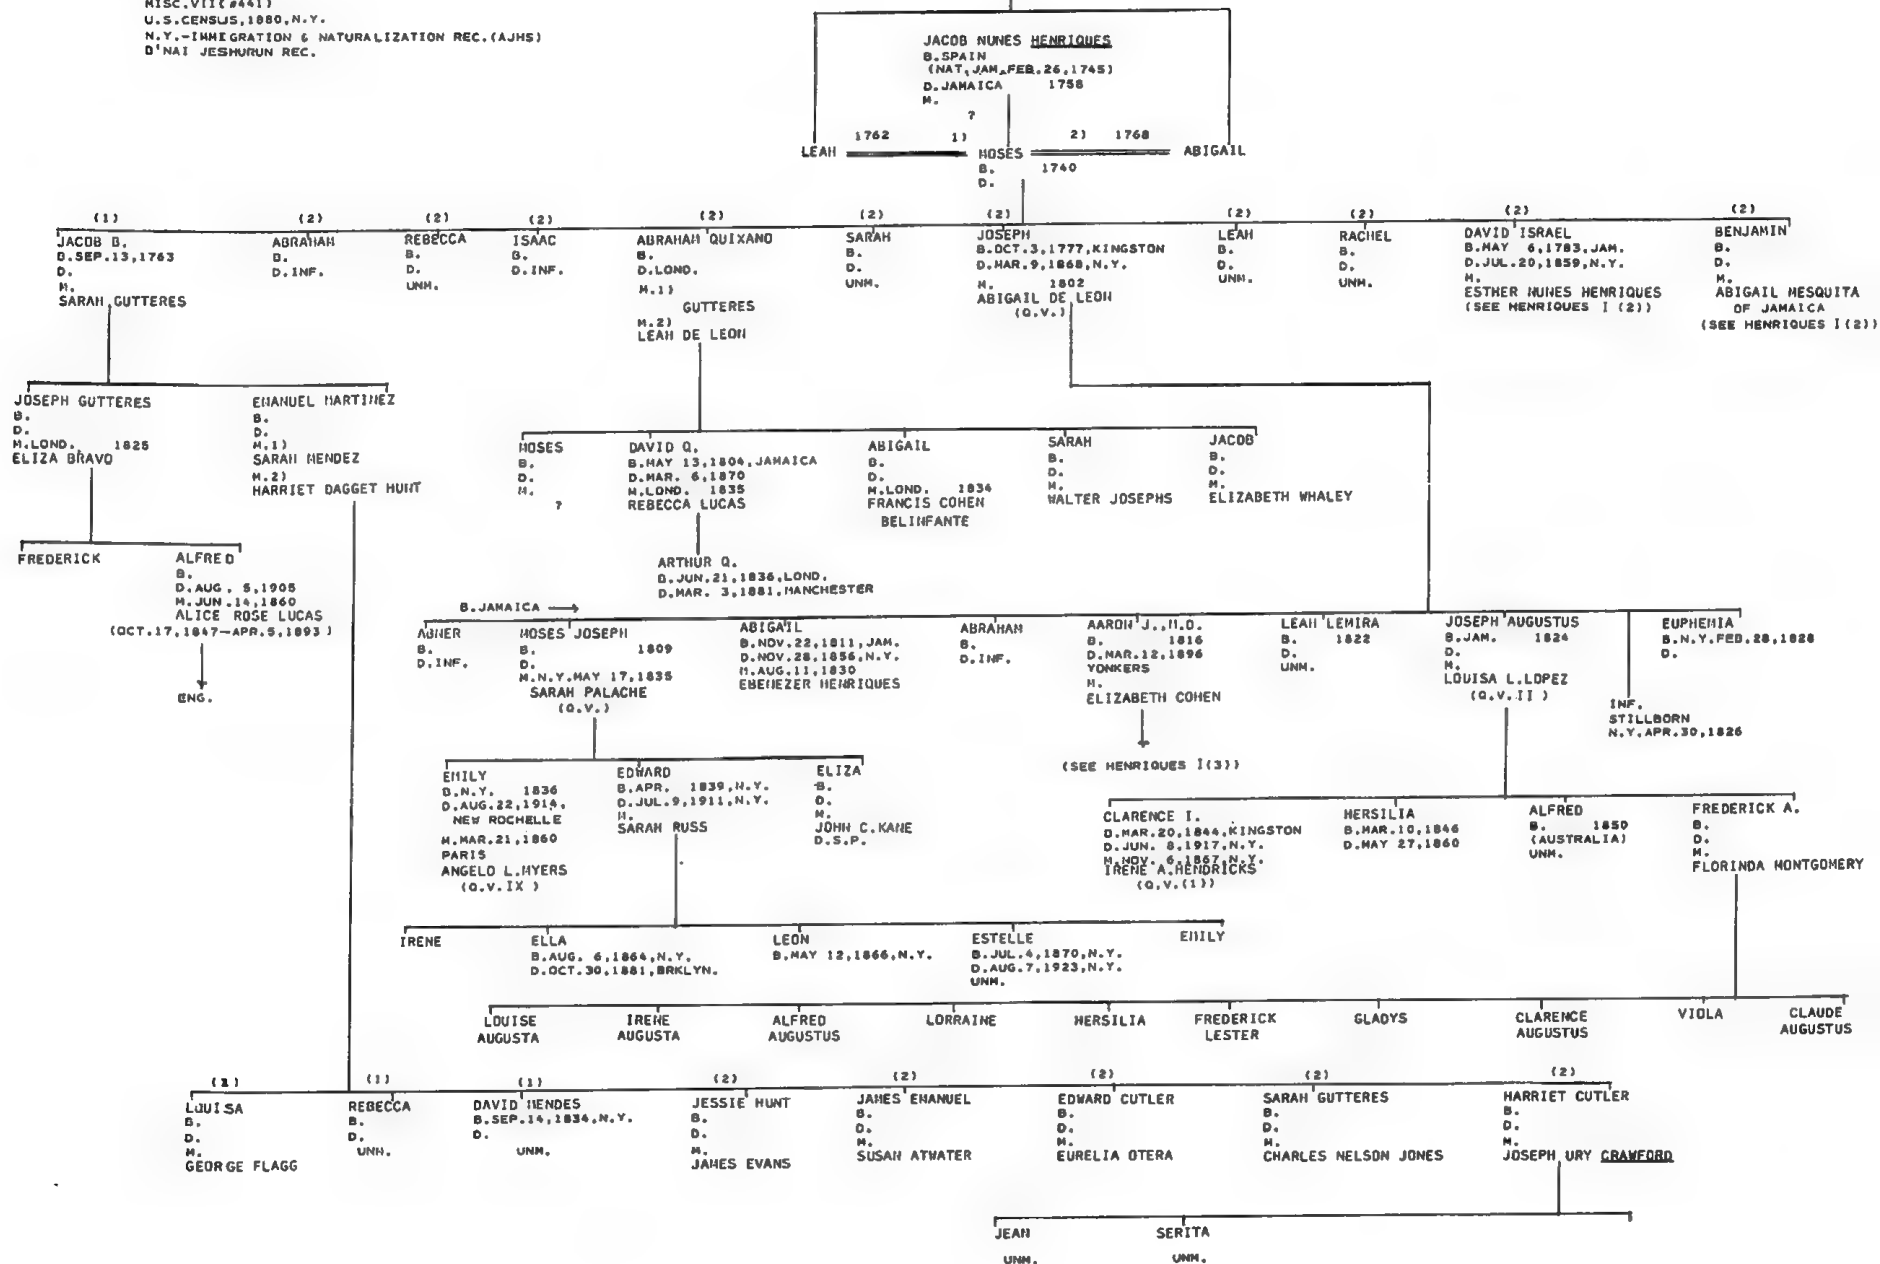 MISC.VII(#441)
U.S.CENSUS,1880,N.Y.
N.Y.-IMMIGRATION & NATURALIZATION REC.(AJHS)
B'NAI JESHURUN REC.
JACOB NUNES HENRIQUES
B.SPAIN
(NAT.JAM.FEB.26,1745)
D.JAMAICA 1758
M.
?
1762 1) 2) 1768
LEAH MOSES ABIGAIL
B. 1740
D.
(1)
JACOB B.
B.SEP.13,1763
D.
M.
SARAH GUTTERES
(2)
ABRAHAM
B.
D.INF.
(2)
REBECCA
B.
D.
UNM.
(2)
ISAAC
B.
D.INF.
(2)
ABRAHAM QUIXANO
B.
D.LOND.
M.1)
GUTTERES
M.2)
LEAH DE LEON
(2)
SARAH
B.
D.
UNM.
(2)
JOSEPH
B.OCT.3,1777,KINGSTON
D.MAR.9,1868,N.Y.
M. 1802
ABIGAIL DE LEON
(Q.V.)
(2)
LEAH
B.
D.
UNM.
(2)
RACHEL
B.
D.
UNM.
(2)
DAVID ISRAEL
B.MAY 6,1783,JAM.
D.JUL.20,1859,N.Y.
M.
ESTHER NUNES HENRIQUES
(SEE HENRIQUES I (2))
(2)
BENJAMIN
B.
D.
M.
ABIGAIL MESQUITA
OF JAMAICA
(SEE HENRIQUES I(2))
JOSEPH GUTTERES
B.
D.
M.LOND. 1825
ELIZA BRAVO
EMANUEL MARTINEZ
B.
D.
M.1)
SARAH MENDEZ
M.2)
HARRIET DAGGET HUNT
MOSES
B.
D.
M.
?
DAVID Q.
B.MAY 13,1804,JAMAICA
D.MAR. 6,1870
M.LOND. 1835
REBECCA LUCAS
ABIGAIL
B.
D.
M.LOND. 1834
FRANCIS COHEN
BELINFANTE
SARAH
B.
D.
M.
WALTER JOSEPHS
JACOB
B.
D.
M.
ELIZABETH WHALEY
FREDERICK
ALFRED
B.
D.AUG. 5,1905
M.JUN.14,1860
ALICE ROSE LUCAS
(OCT.17,1847-APR.5,1893)
ENG.
ARTHUR Q.
B.JUN.21,1836,LOND.
D.MAR. 3,1881,MANCHESTER
B.JAMAICA →
ABNER
B.
D.INF.
MOSES JOSEPH
B. 1809
D.
M.N.Y.MAY 17,1835
SARAH PALACHE
(Q.V.)
ABIGAIL
B.NOV.22,1811,JAM.
D.NOV.28,1856,N.Y.
M.AUG.11,1830
EBENEZER HENRIQUES
ABRAHAM
B.
D.INF.
AARON J.,M.D.
B. 1816
D.MAR.12,1896
YONKERS
M.
ELIZABETH COHEN
(SEE HENRIQUES I(3))
LEAH LEMIRA
B. 1822
D.
UNM.
JOSEPH AUGUSTUS
B.JAM. 1824
D.
M.
LOUISA L.LOPEZ
(Q.V.II )
INF.
STILLBORN
N.Y.APR.30,1826
EUPHEMIA
B.N.Y.FEB.28,1828
D.
EMILY
B.N.Y. 1836
D.AUG.22,1914,
NEW ROCHELLE
M.MAR.21,1860
PARIS
ANGELO L.MYERS
(Q.V.IX )
EDWARD
B.APR. 1839,N.Y.
D.JUL.9,1911,N.Y.
M.
SARAH RUSS
ELIZA
B.
D.
M.
JOHN C.KANE
D.S.P.
CLARENCE I.
B.MAR.20,1844,KINGSTON
D.JUN. 8,1917,N.Y.
M.NOV. 6,1867,N.Y.
IRENE A.HENDRICKS
(Q.V.(1))
HERSILIA
B.MAR.10,1846
D.MAY 27,1860
ALFRED
B. 1850
(AUSTRALIA)
UNM.
FREDERICK A.
B.
D.
M.
FLORINDA MONTGOMERY
IRENE
ELLA
B.AUG. 6,1864,N.Y.
D.OCT.30,1881,BRKLYN.
LEON
B.MAY 12,1866,N.Y.
ESTELLE
B.JUL.4,1870,N.Y.
D.AUG.7,1923,N.Y.
UNM.
EMILY
LOUISE
AUGUSTA
IRENE
AUGUSTA
ALFRED
AUGUSTUS
LORRAINE
HERSILIA
FREDERICK
LESTER
GLADYS
CLARENCE
AUGUSTUS
VIOLA
CLAUDE
AUGUSTUS
(1)
LOUISA
B.
D.
M.
GEORGE FLAGG
(1)
REBECCA
B.
D.
UNM.
(1)
DAVID MENDES
B.SEP.14,1834,N.Y.
D.
UNM.
(2)
JESSIE HUNT
B.
D.
M.
JAMES EVANS
(2)
JAMES EMANUEL
B.
D.
M.
SUSAN ATWATER
(2)
EDWARD CUTLER
B.
D.
M.
EURELIA OTERA
(2)
SARAH GUTTERES
B.
D.
M.
CHARLES NELSON JONES
(2)
HARRIET CUTLER
B.
D.
M.
JOSEPH URY CRAWFORD
JEAN
UNM.
SERITA
UNM.